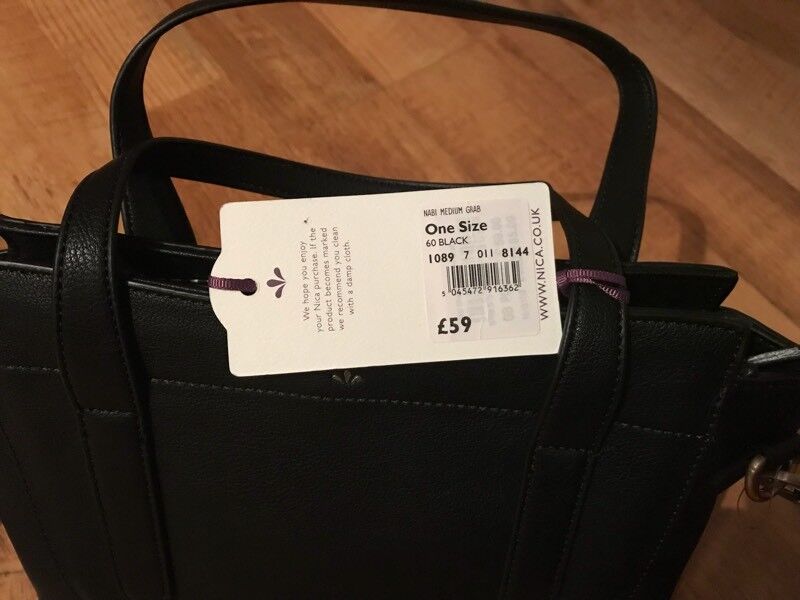 We hope you enjoy
your Nica purchase. If the
product becomes marked
we recommend you clean
with a damp cloth.
NABI MEDIUM GRAB
One Size
60 BLACK
1089 7 011 8144
5 045472 916362
£59
WWW.NICA.CO.UK